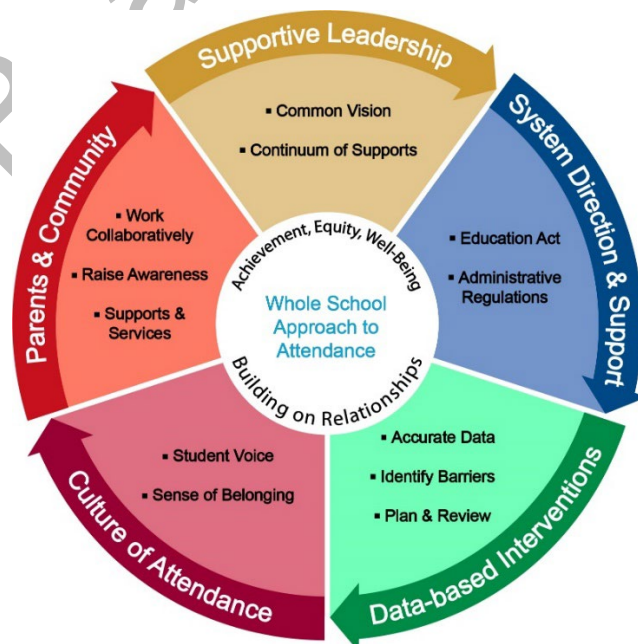 Supportive Leadership
▪ Common Vision
▪ Continuum of Supports
System Direction & Support
▪ Education Act
▪ Administrative
Regulations
Data-based Interventions
▪ Accurate Data
▪ Identify Barriers
▪ Plan & Review
Culture of Attendance
▪ Student Voice
▪ Sense of Belonging
Parents & Community
▪ Work
Collaboratively
▪ Raise Awareness
▪ Supports &
Services
Achievement, Equity, Well-Being
Whole School
Approach to
Attendance
Building on Relationships